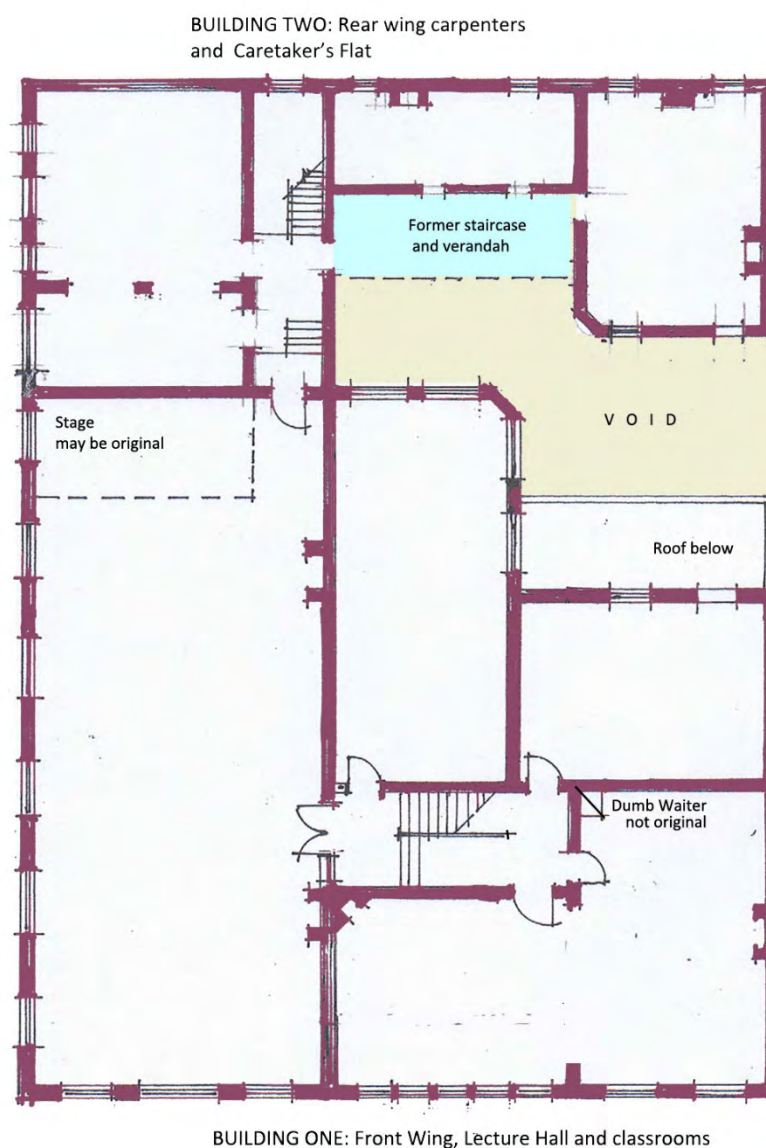 BUILDING TWO: Rear wing carpenters
and Caretaker's Flat
Former staircase
and verandah
Stage
may be original
V O I D
Roof below
Dumb Waiter
not original
BUILDING ONE: Front Wing, Lecture Hall and classrooms